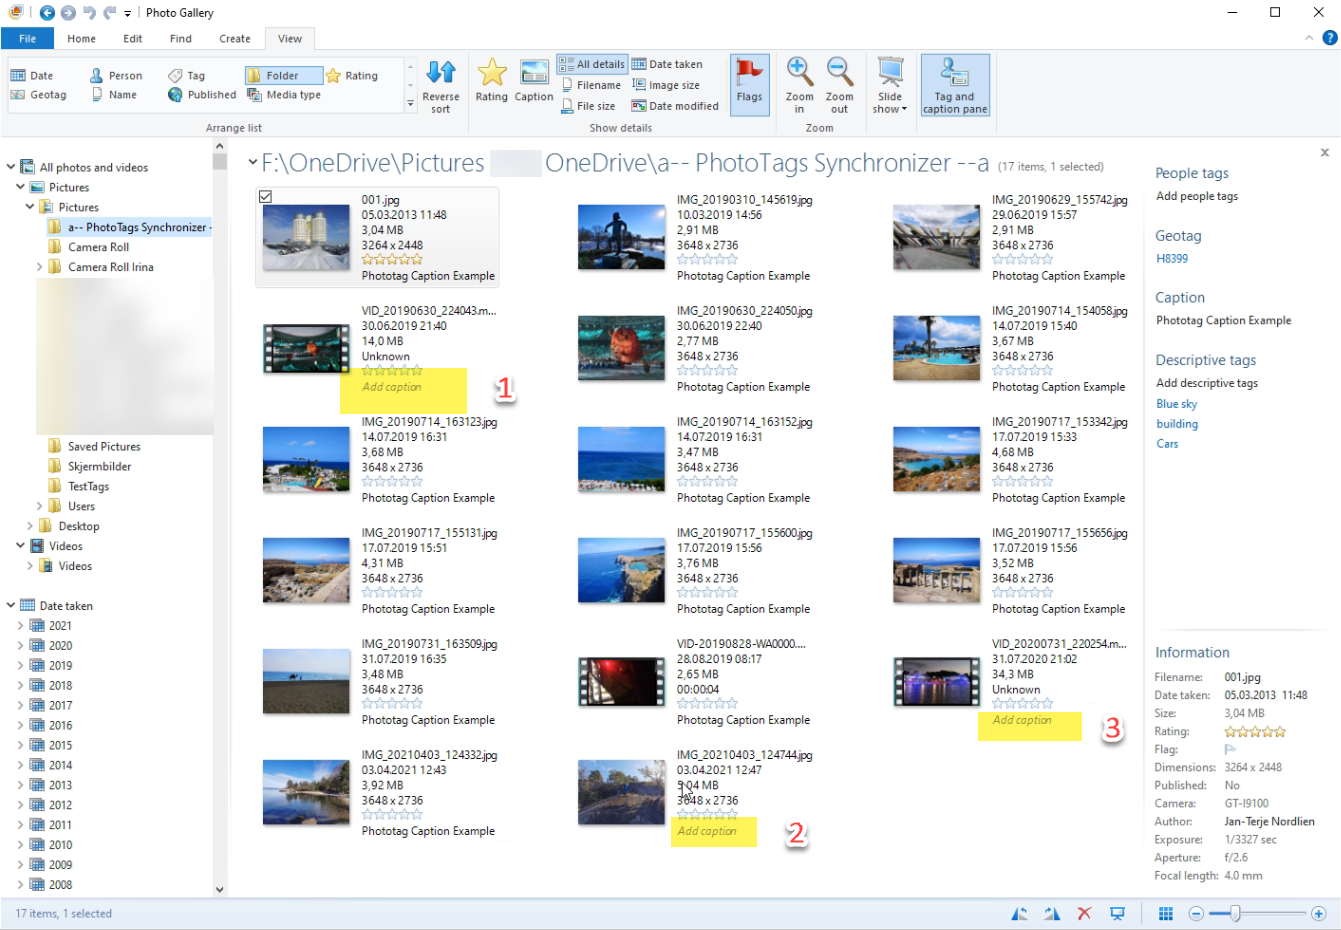 Photo Gallery
File Home Edit Find Create View
Date Person Tag Folder Rating
Geotag Name Published Media type
Arrange list
Reverse sort
Rating Caption
All details Date taken
Filename Image size
File size Date modified
Show details
Flags
Zoom in
Zoom out
Zoom
Slide show
Tag and caption pane
All photos and videos
Pictures
Pictures
a-- PhotoTags Synchronizer -
Camera Roll
Camera Roll Irina
Saved Pictures
Skjermbilder
TestTags
Users
Desktop
Videos
Videos
Date taken
2021
2020
2019
2018
2017
2016
2015
2014
2013
2012
2011
2010
2009
2008
F:\OneDrive\Pictures OneDrive\a-- PhotoTags Synchronizer --a (17 items, 1 selected)
001.jpg
05.03.2013 11:48
3,04 MB
3264 x 2448
Phototag Caption Example
IMG_20190310_145619.jpg
10.03.2019 14:56
2,91 MB
3648 x 2736
Phototag Caption Example
IMG_20190629_155742.jpg
29.06.2019 15:57
2,91 MB
3648 x 2736
Phototag Caption Example
VID_20190630_224043.m...
30.06.2019 21:40
14,0 MB
Unknown
Add caption
1
IMG_20190630_224050.jpg
30.06.2019 22:40
2,77 MB
3648 x 2736
Phototag Caption Example
IMG_20190714_154058.jpg
14.07.2019 15:40
3,67 MB
3648 x 2736
Phototag Caption Example
IMG_20190714_163123.jpg
14.07.2019 16:31
3,68 MB
3648 x 2736
Phototag Caption Example
IMG_20190714_163152.jpg
14.07.2019 16:31
3,47 MB
3648 x 2736
Phototag Caption Example
IMG_20190717_153342.jpg
17.07.2019 15:33
4,68 MB
3648 x 2736
Phototag Caption Example
IMG_20190717_155131.jpg
17.07.2019 15:51
4,31 MB
3648 x 2736
Phototag Caption Example
IMG_20190717_155600.jpg
17.07.2019 15:56
3,76 MB
3648 x 2736
Phototag Caption Example
IMG_20190717_155656.jpg
17.07.2019 15:56
3,52 MB
3648 x 2736
Phototag Caption Example
IMG_20190731_163509.jpg
31.07.2019 16:35
3,48 MB
3648 x 2736
Phototag Caption Example
VID-20190828-WA0000....
28.08.2019 08:17
2,65 MB
00:00:04
Phototag Caption Example
VID_20200731_220254.m...
31.07.2020 21:02
34,3 MB
Unknown
Add caption
3
IMG_20210403_124332.jpg
03.04.2021 12:43
3,92 MB
3648 x 2736
Phototag Caption Example
IMG_20210403_124744.jpg
03.04.2021 12:47
5,04 MB
3648 x 2736
Add caption
2
People tags
Add people tags
Geotag
H8399
Caption
Phototag Caption Example
Descriptive tags
Add descriptive tags
Blue sky
building
Cars
Information
Filename: 001.jpg
Date taken: 05.03.2013 11:48
Size: 3,04 MB
Rating:
Flag:
Dimensions: 3264 x 2448
Published: No
Camera: GT-I9100
Author: Jan-Terje Nordlien
Exposure: 1/3327 sec
Aperture: f/2.6
Focal length: 4.0 mm
17 items, 1 selected